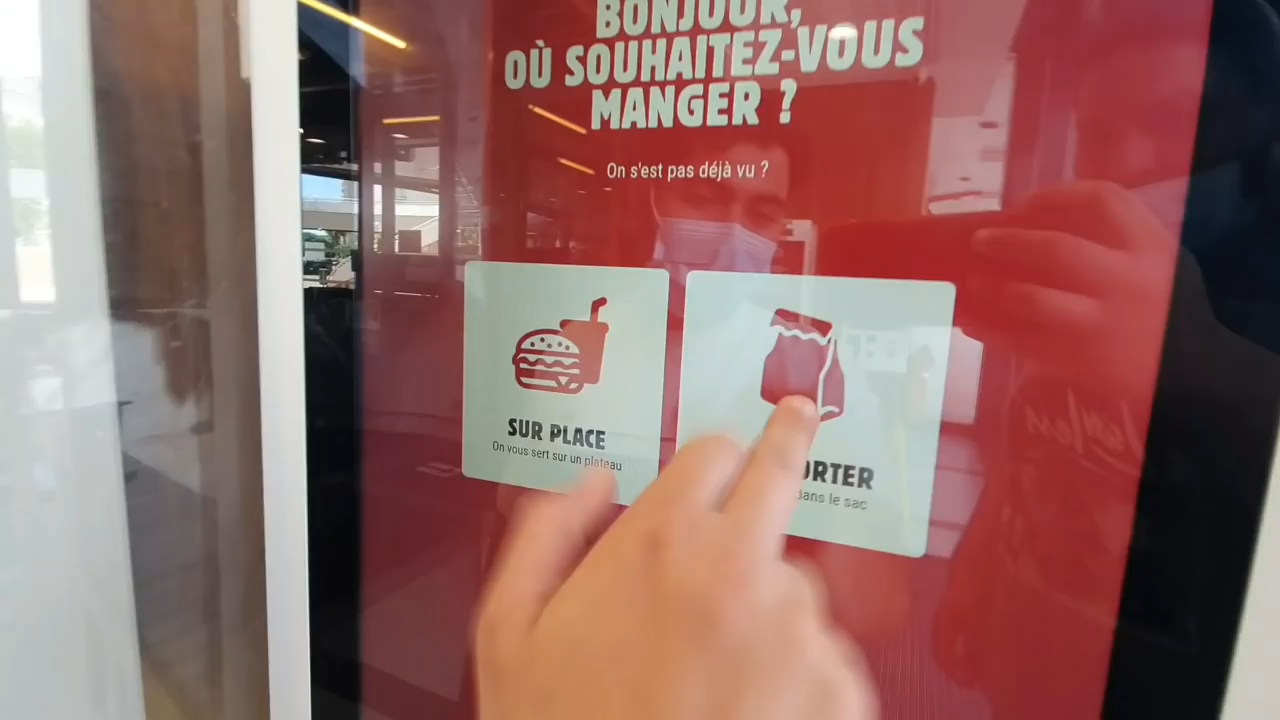 BONJOUR,
OÙ SOUHAITEZ-VOUS
MANGER ?
On s'est pas déjà vu ?
SUR PLACE
On vous sert sur un plateau
ORTER
dans le sac